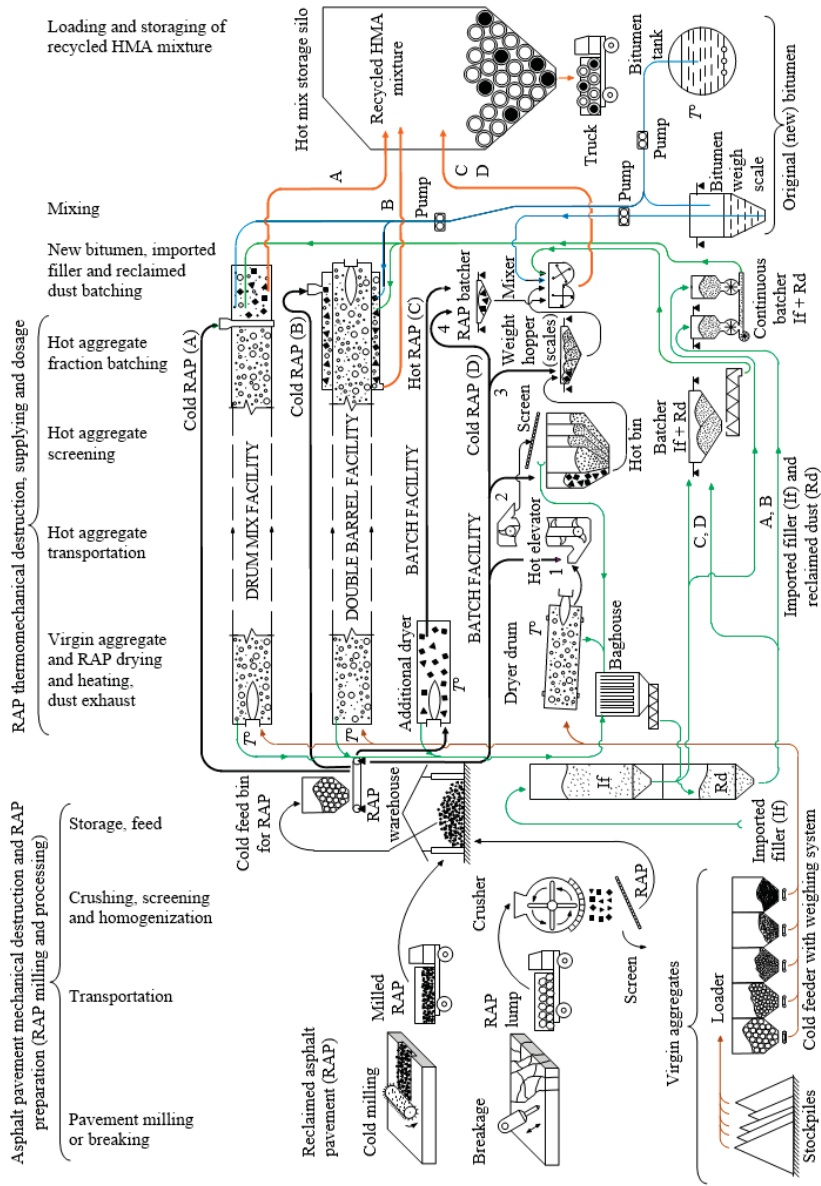 Asphalt pavement mechanical destruction and RAP
preparation (RAP milling and processing)
RAP thermomechanical destruction, supplying and dosage
Pavement milling
or breaking
Transportation
Crushing, screening
and homogenization
Storage, feed
Virgin aggregate
and RAP drying
and heating,
dust exhaust
Hot aggregate
transportation
Hot aggregate
screening
Hot aggregate
fraction batching
New bitumen, imported
filler and reclaimed
dust batching
Mixing
Loading and storaging of
recycled HMA mixture
Reclaimed asphalt
pavement (RAP)
Cold milling
Milled
RAP
Breakage
RAP
lump
Crusher
Screen
RAP
Cold feed bin
for RAP
RAP
warehouse
Cold RAP (A)
T°
DRUM MIX FACILITY
A
Cold RAP (B)
T°
DOUBLE BARREL FACILITY
B
Additional dryer
T°
BATCH FACILITY
Hot RAP (C)
RAP batcher
BATCH FACILITY
Cold RAP (D)
4
3
2
1
Dryer drum
T°
Hot elevator
Screen
Hot bin
Weight
hopper
(scales)
Mixer
C
D
Pump
Pump
Pump
Hot mix storage silo
Recycled HMA
mixture
Truck
Bitumen
tank
T°
Bitumen
weigh
scale
Original (new) bitumen
Baghouse
If
Rd
Imported
filler (If)
C, D
A, B
Batcher
If + Rd
Continuous
batcher
If + Rd
Imported filler (If) and
reclaimed dust (Rd)
Virgin aggregates
Stockpiles
Loader
Cold feeder with weighing system